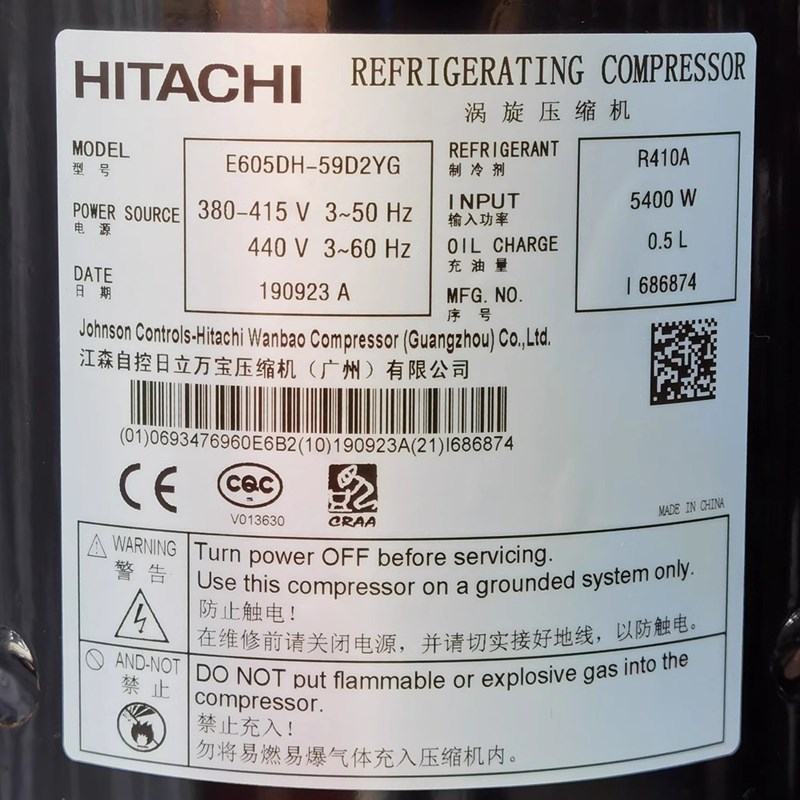 HITACHI
REFRIGERATING COMPRESSOR
涡旋压缩机
MODEL
型号
E605DH-59D2YG
POWER SOURCE
电源
380-415 V 3~50 Hz
440 V 3~60 Hz
DATE
日期
190923 A
REFRIGERANT
制冷剂
R410A
INPUT
输入功率
5400 W
OIL CHARGE
充油量
0.5 L
MFG. NO.
序号
I 686874
Johnson Controls-Hitachi Wanbao Compressor (Guangzhou) Co.,Ltd.
江森自控日立万宝压缩机（广州）有限公司
(01)0693476960E6B2(10)190923A(21)I686874
CE
CQC
V013630
CRAA
MADE IN CHINA
WARNING
警告
Turn power OFF before servicing.
Use this compressor on a grounded system only.
防止触电！
在维修前请关闭电源，并请切实接好地线，以防触电。
AND-NOT
禁止
DO NOT put flammable or explosive gas into the
compressor.
禁止充入！
勿将易燃易爆气体充入压缩机内。